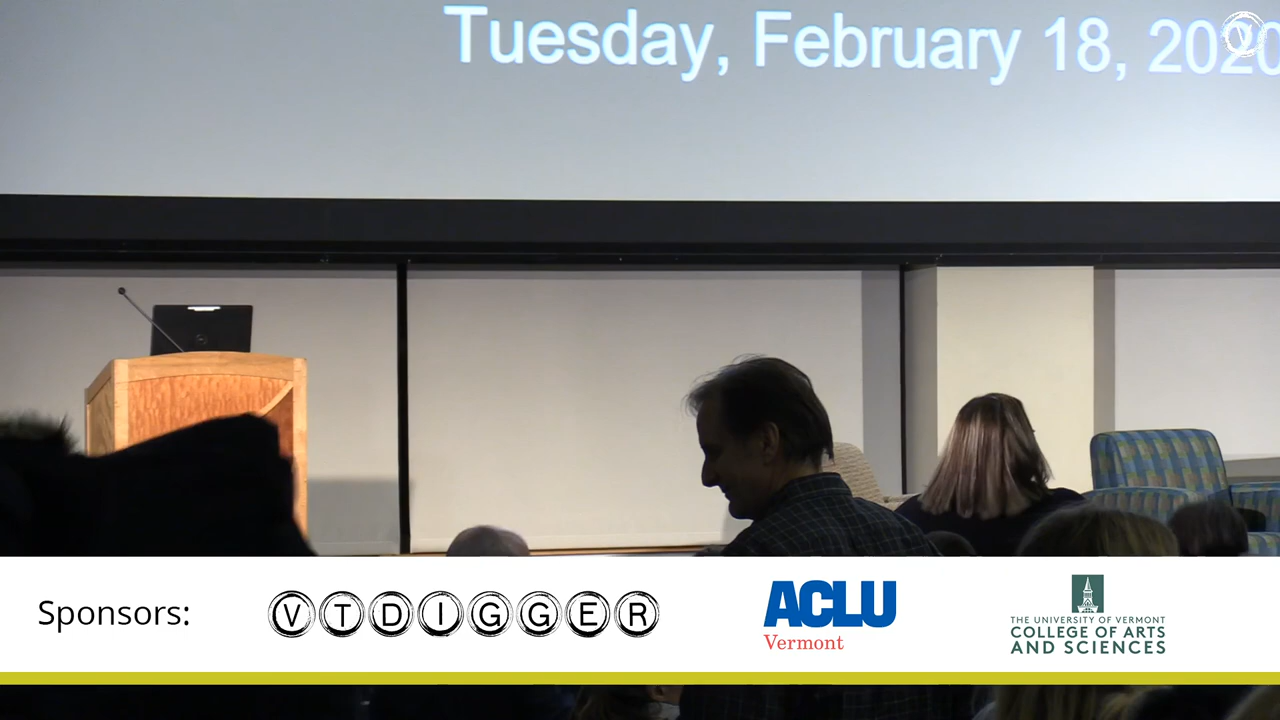 Tuesday, February 18, 2020
Sponsors:
VTDIGGER
ACLU
Vermont
THE UNIVERSITY OF VERMONT
COLLEGE OF ARTS
AND SCIENCES
V